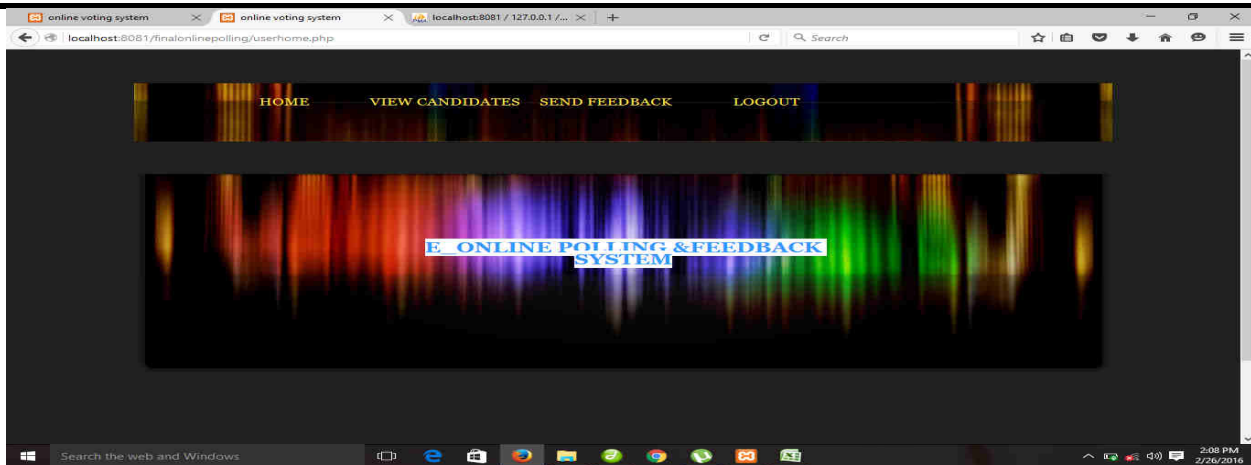 online voting system
online voting system
localhost:8081 / 127.0.0.1 /...
localhost:8081/finalonlinepolling/userhome.php
Search
HOME VIEW CANDIDATES SEND FEEDBACK LOGOUT
E_ONLINE POLLING &FEEDBACK
SYSTEM
Search the web and Windows
2:08 PM
2/26/2016